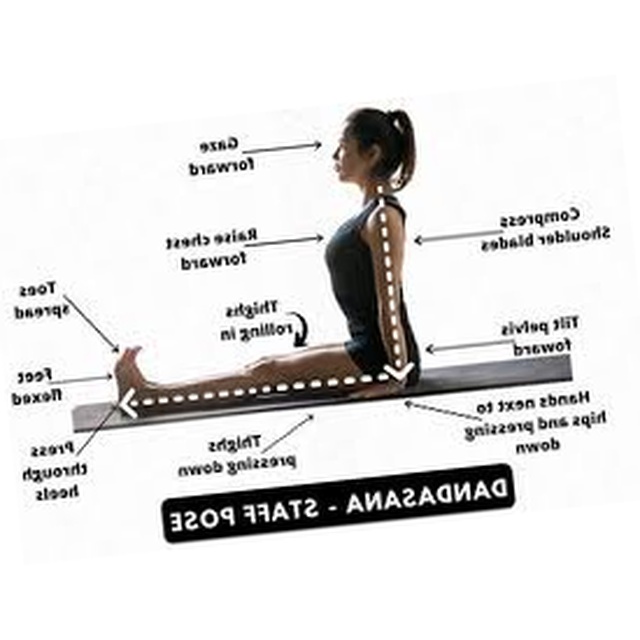 Gaze
forward
Raise chest
forward
Compress
Shoulder blades
Toes
spread
Thighs
rolling in
Tilt pelvis
foward
Feet
flexed
Hands next to
hips and pressing
down
Press
through
heels
Thighs
pressing down
DANDASANA - STAFF POSE